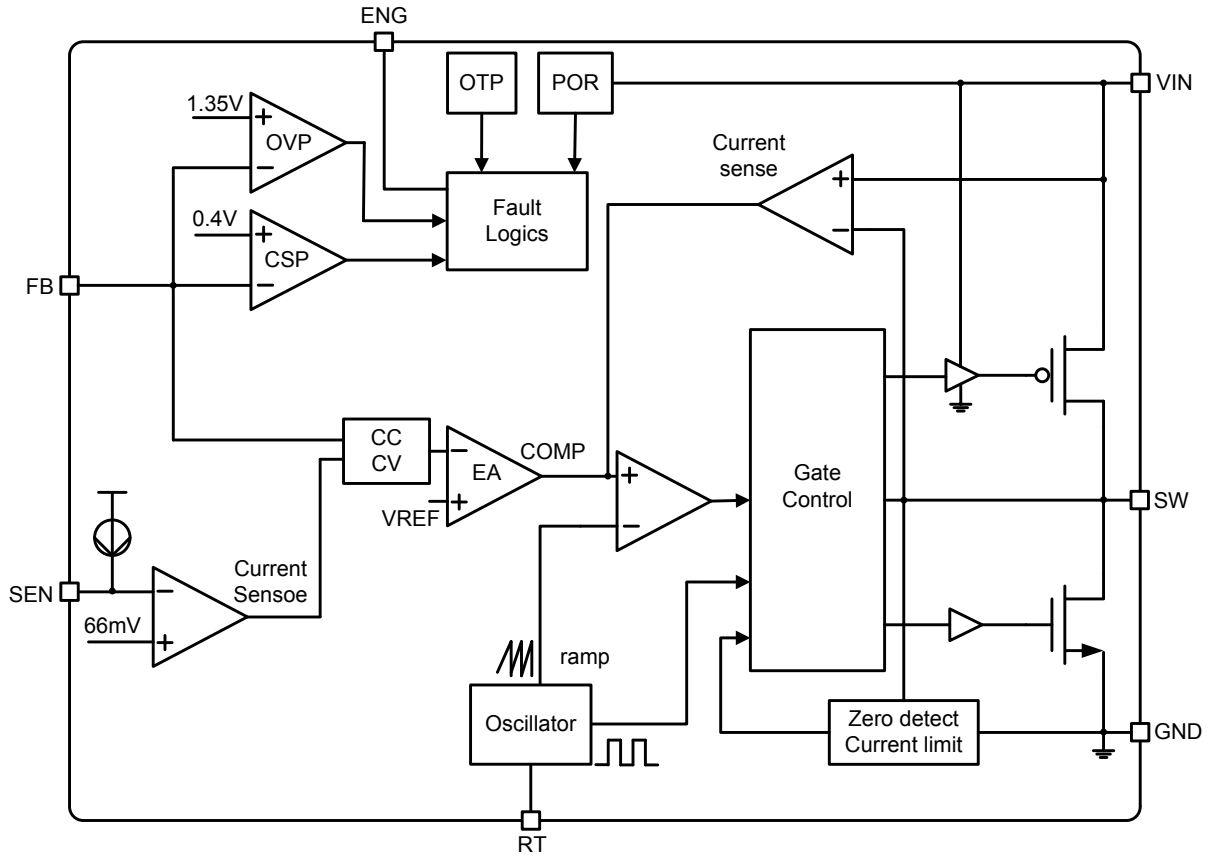 ENG
OTP
POR
VIN
1.35V
+
OVP
−
Current
sense
+
−
Fault
Logics
0.4V
+
CSP
−
FB
CC
CV
−
EA
+
VREF
COMP
+
−
Gate
Control
SW
SEN
−
66mV
+
Current
Sensoe
ramp
Oscillator
Zero detect
Current limit
GND
RT